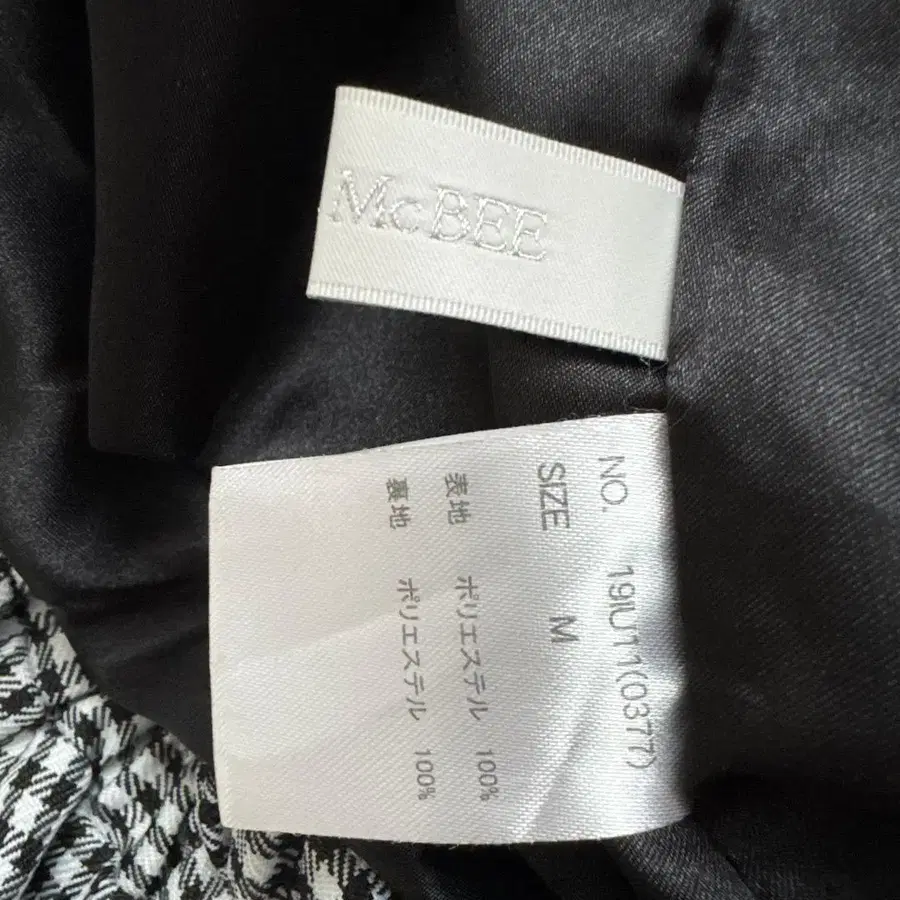 McBEE
NO. 19IU11(0377)
SIZE M
表地 ポリエステル 100%
裏地 ポリエステル 100%